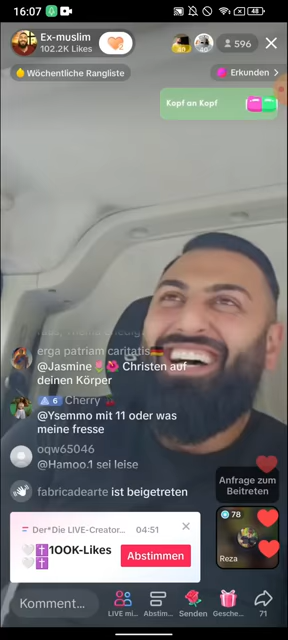 16:07
48
Ex-muslim
102.2K Likes
596
Wöchentliche Rangliste
Erkunden >
Kopf an Kopf
erga patriam caritatis
@Jasmine🌷🌺 Christen auf
deinen Körper
6 Cherry 🍒
@Ysemmo mit 11 oder was
meine fresse
oqw65046
@Hamoo.1 sei leise
fabricadearte ist beigetreten
Anfrage zum
Beitreten
78
Reza
Der*Die LIVE-Creator... 04:51
🤍✝️100K-Likes
🤍✝️
Abstimmen
Komment...
LIVE mi...
Abstim...
Senden
Gesche...
71